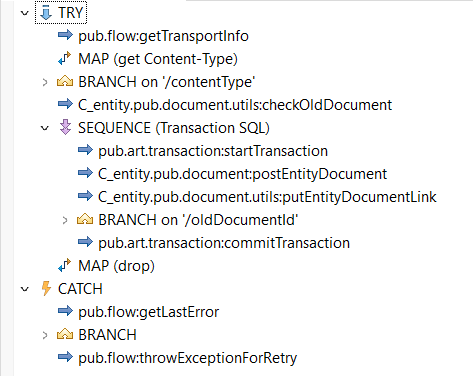 TRY
pub.flow:getTransportInfo
MAP (get Content-Type)
BRANCH on '/contentType'
C_entity.pub.document.utils:checkOldDocument
SEQUENCE (Transaction SQL)
pub.art.transaction:startTransaction
C_entity.pub.document:postEntityDocument
C_entity.pub.document.utils:putEntityDocumentLink
BRANCH on '/oldDocumentId'
pub.art.transaction:commitTransaction
MAP (drop)
CATCH
pub.flow:getLastError
BRANCH
pub.flow:throwExceptionForRetry